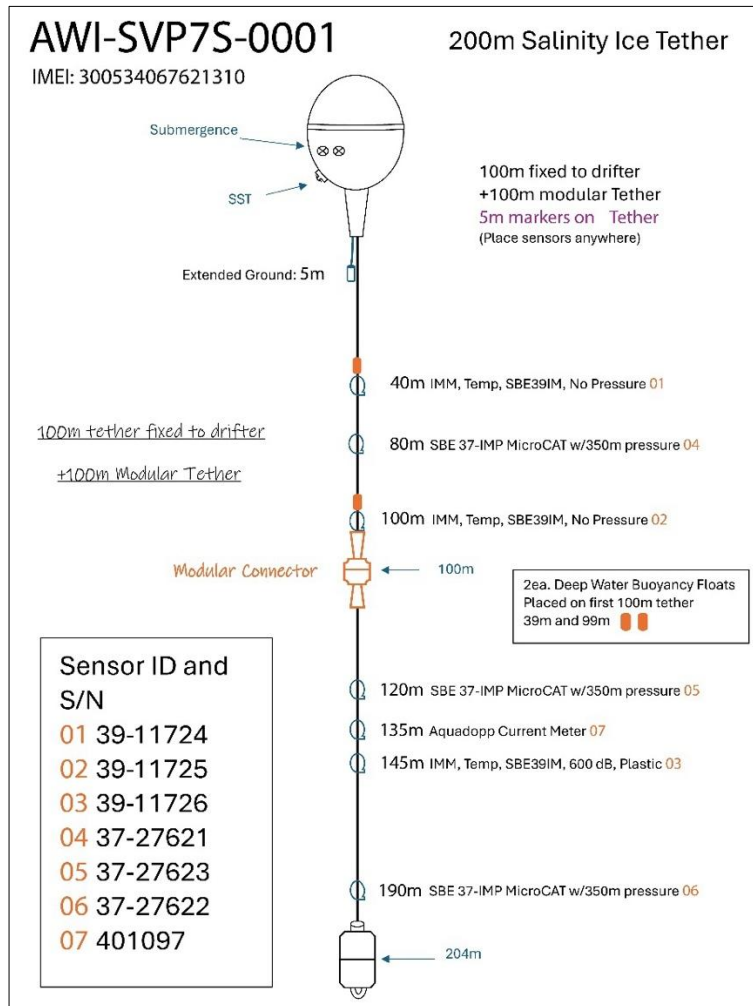 AWI-SVP7S-0001
200m Salinity Ice Tether
IMEI: 300534067621310
Submergence
SST
100m fixed to drifter
+100m modular Tether
5m markers on Tether
(Place sensors anywhere)
Extended Ground: 5m
40m IMM, Temp, SBE39IM, No Pressure 01
100m tether fixed to drifter
+100m Modular Tether
80m SBE 37-IMP MicroCAT w/350m pressure 04
100m IMM, Temp, SBE39IM, No Pressure 02
Modular Connector
100m
2ea. Deep Water Buoyancy Floats
Placed on first 100m tether
39m and 99m
120m SBE 37-IMP MicroCAT w/350m pressure 05
135m Aquadopp Current Meter 07
145m IMM, Temp, SBE39IM, 600 dB, Plastic 03
190m SBE 37-IMP MicroCAT w/350m pressure 06
204m
Sensor ID and
S/N
01 39-11724
02 39-11725
03 39-11726
04 37-27621
05 37-27623
06 37-27622
07 401097